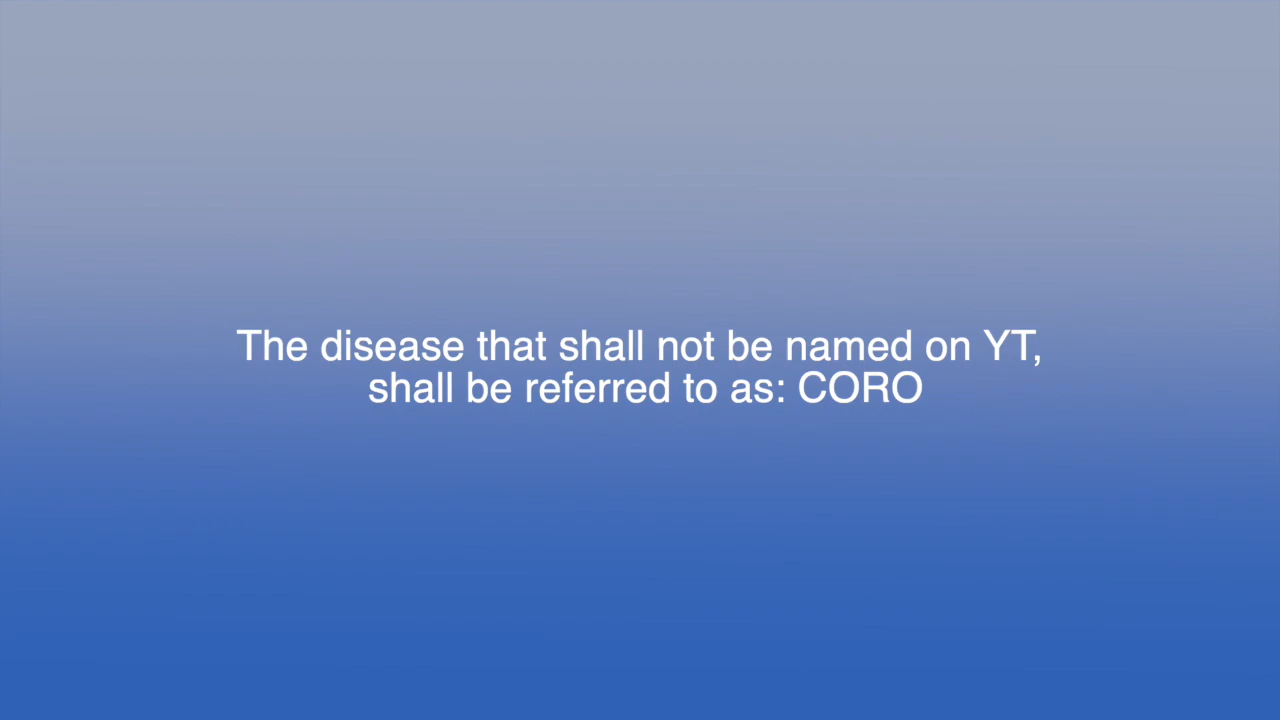 The disease that shall not be named on YT,
shall be referred to as: CORO